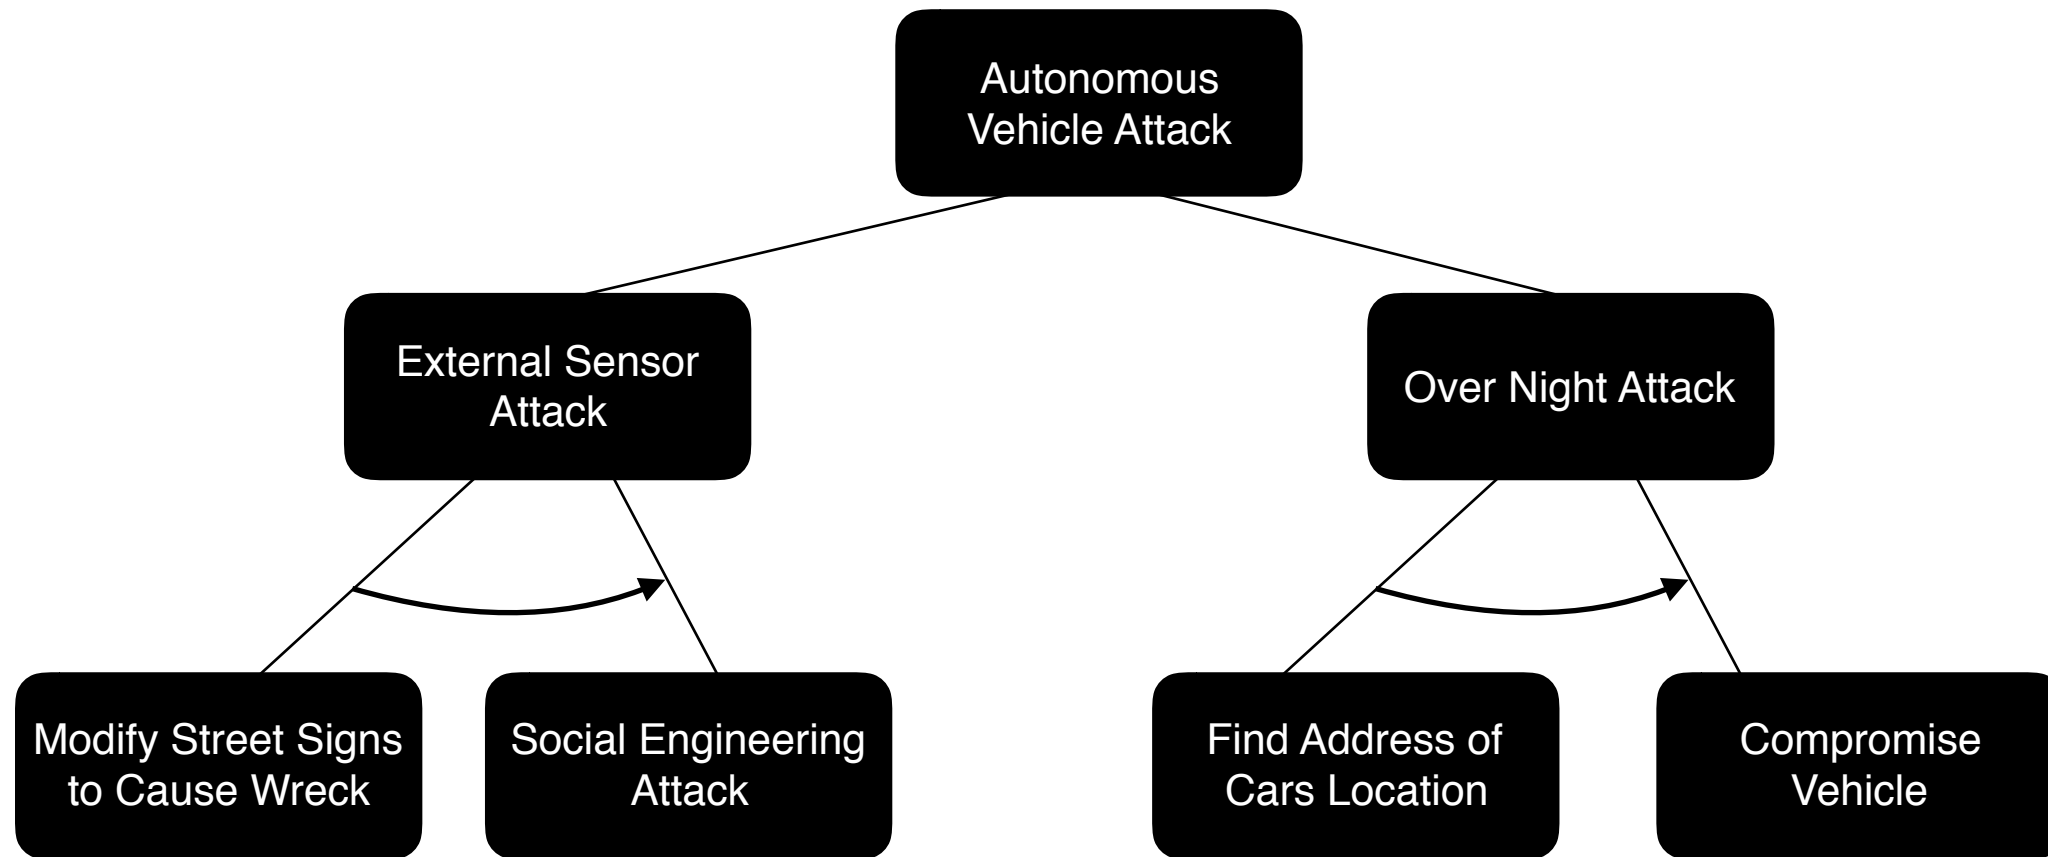 Autonomous
Vehicle Attack
External Sensor
Attack
Over Night Attack
Modify Street Signs
to Cause Wreck
Social Engineering
Attack
Find Address of
Cars Location
Compromise
Vehicle